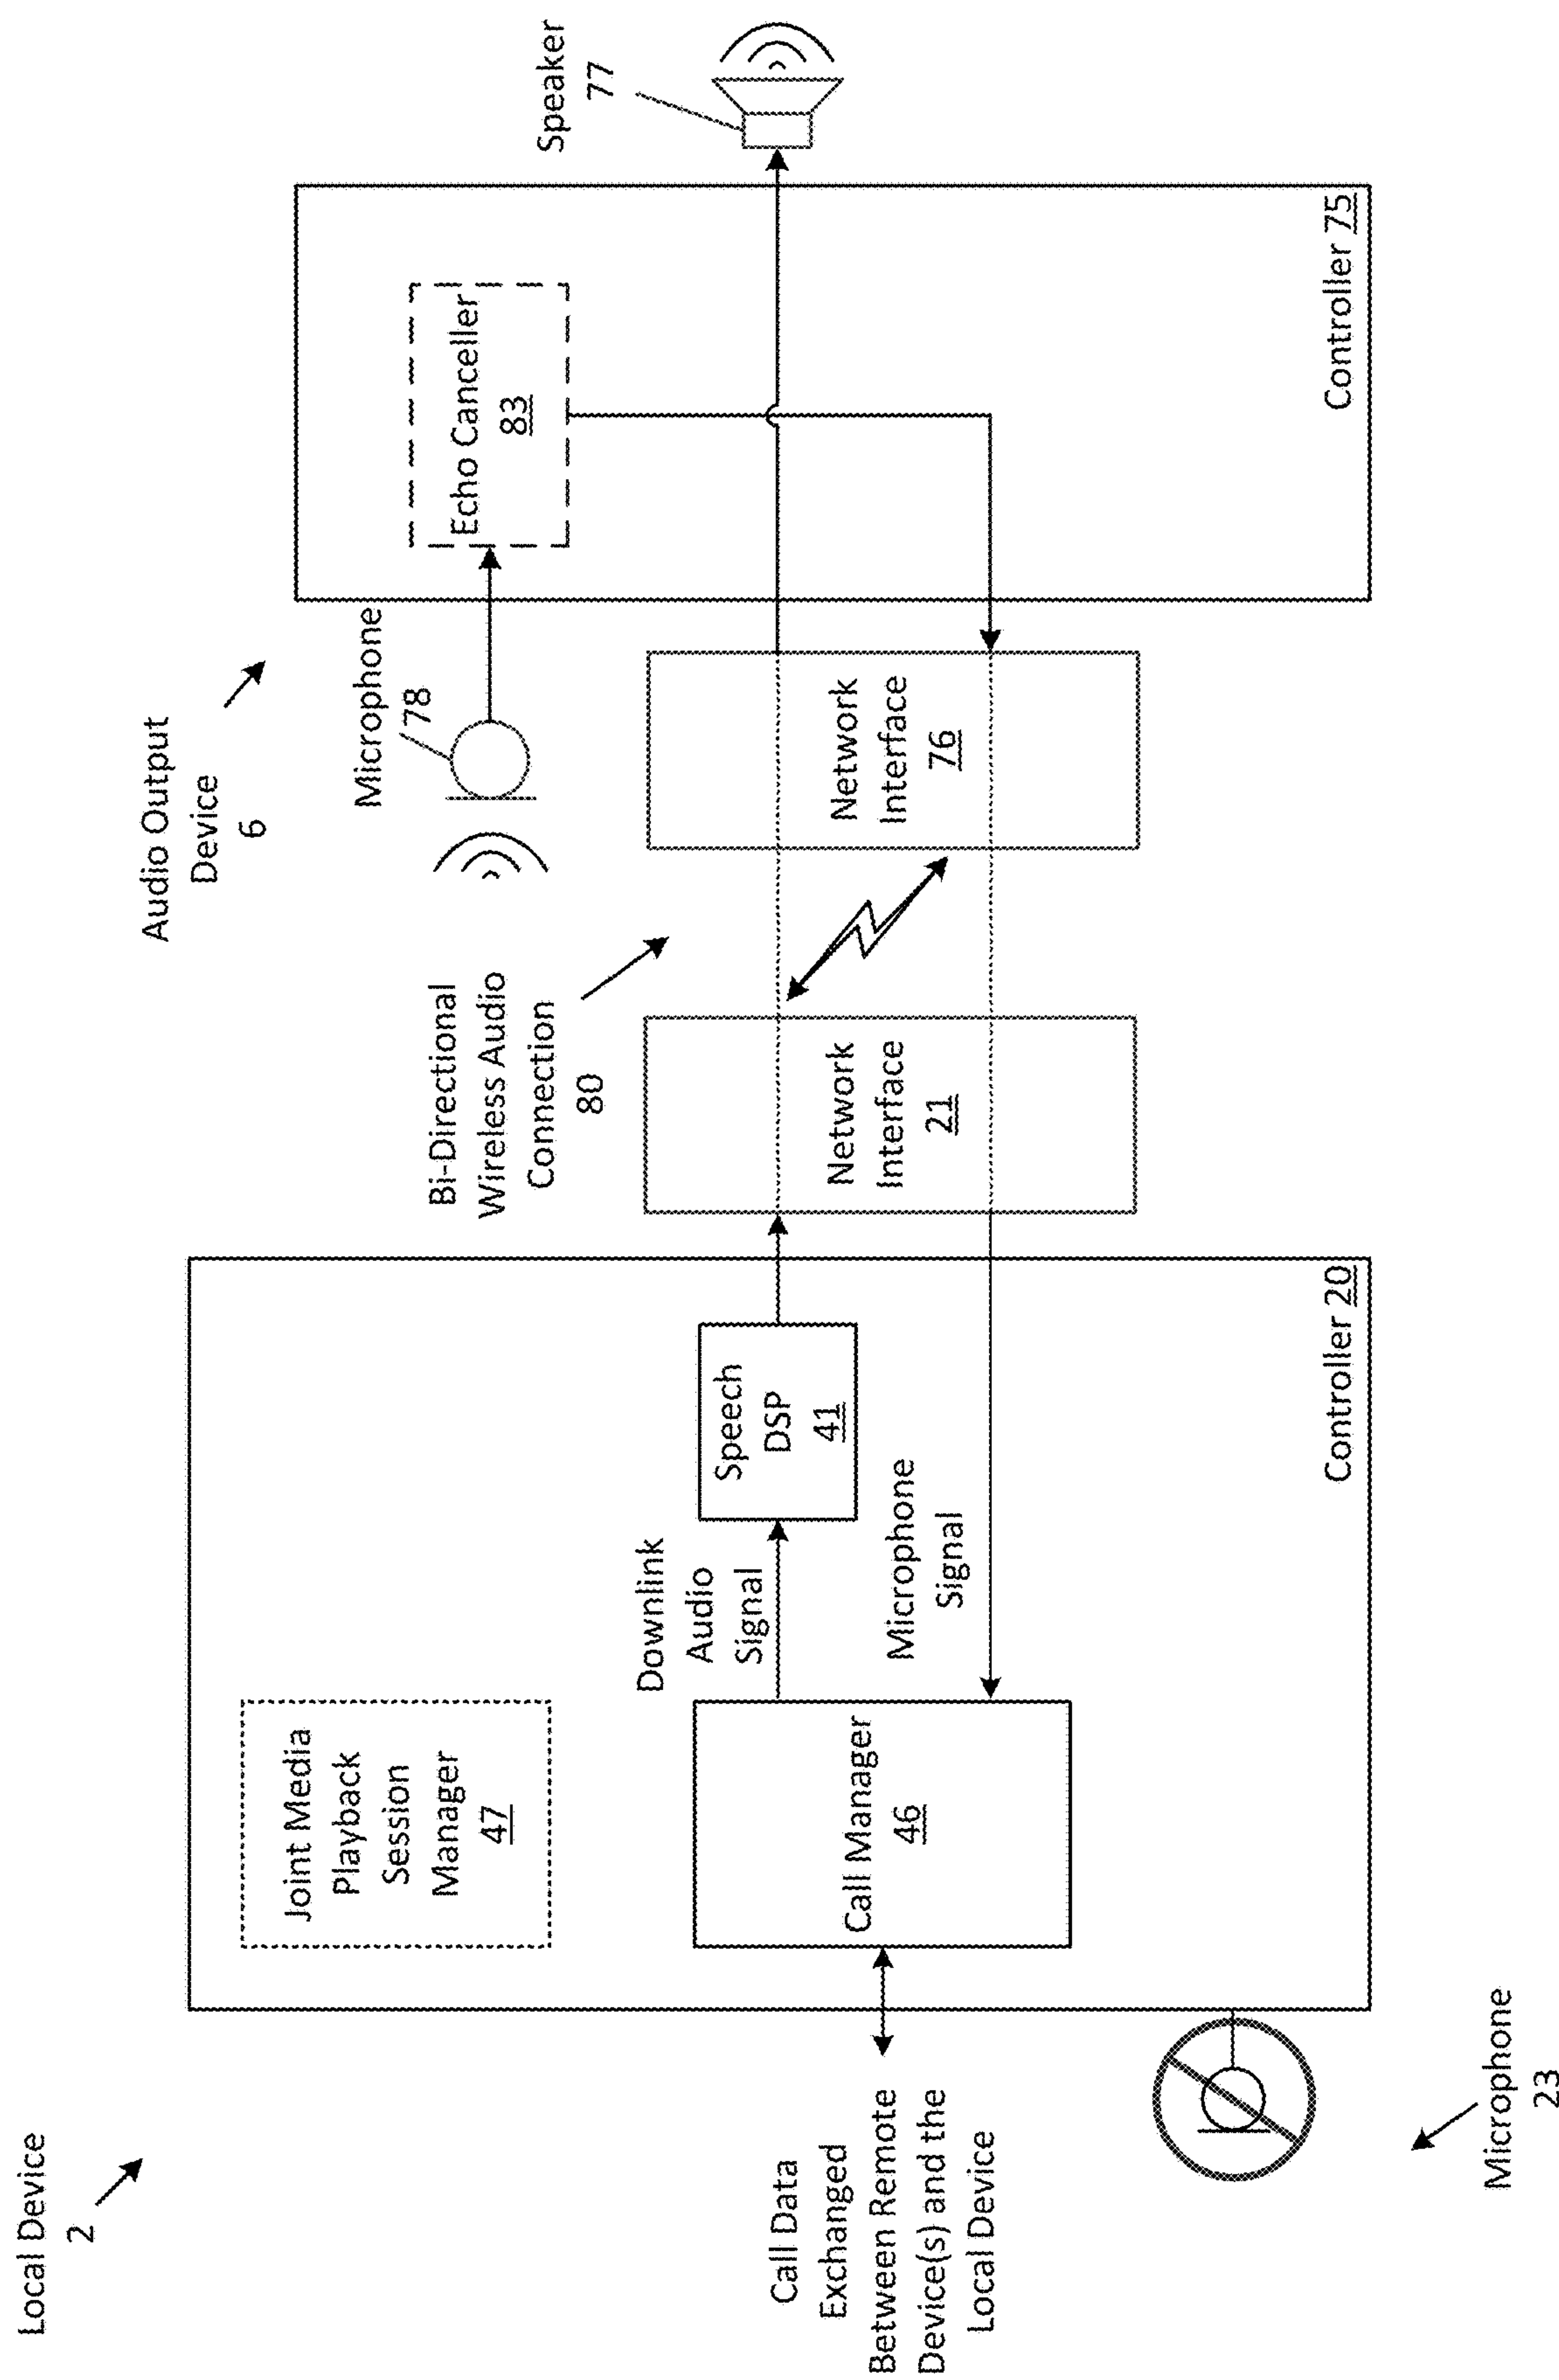 Local Device
2
Audio Output
Device
6
Joint Media
Playback
Session
Manager
47
Bi-Directional
Wireless Audio
Connection
80
Microphone
78
Echo Canceller
83
Speaker
77
Downlink
Audio
Signal
Speech
DSP
41
Call Data
Exchanged
Between Remote
Device(s) and the
Local Device
Call Manager
46
Microphone
Signal
Network
Interface
21
Network
Interface
76
Controller 20
Controller 75
Microphone
23